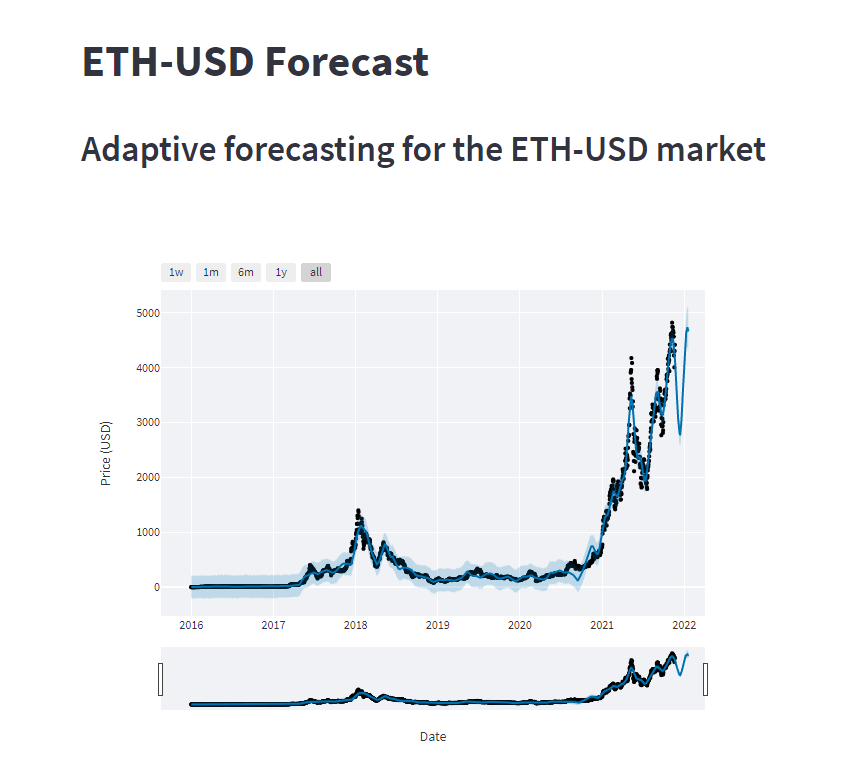 ETH-USD Forecast
Adaptive forecasting for the ETH-USD market
1w 1m 6m 1y all
5000
4000
3000
2000
1000
0
Price (USD)
2016 2017 2018 2019 2020 2021 2022
Date